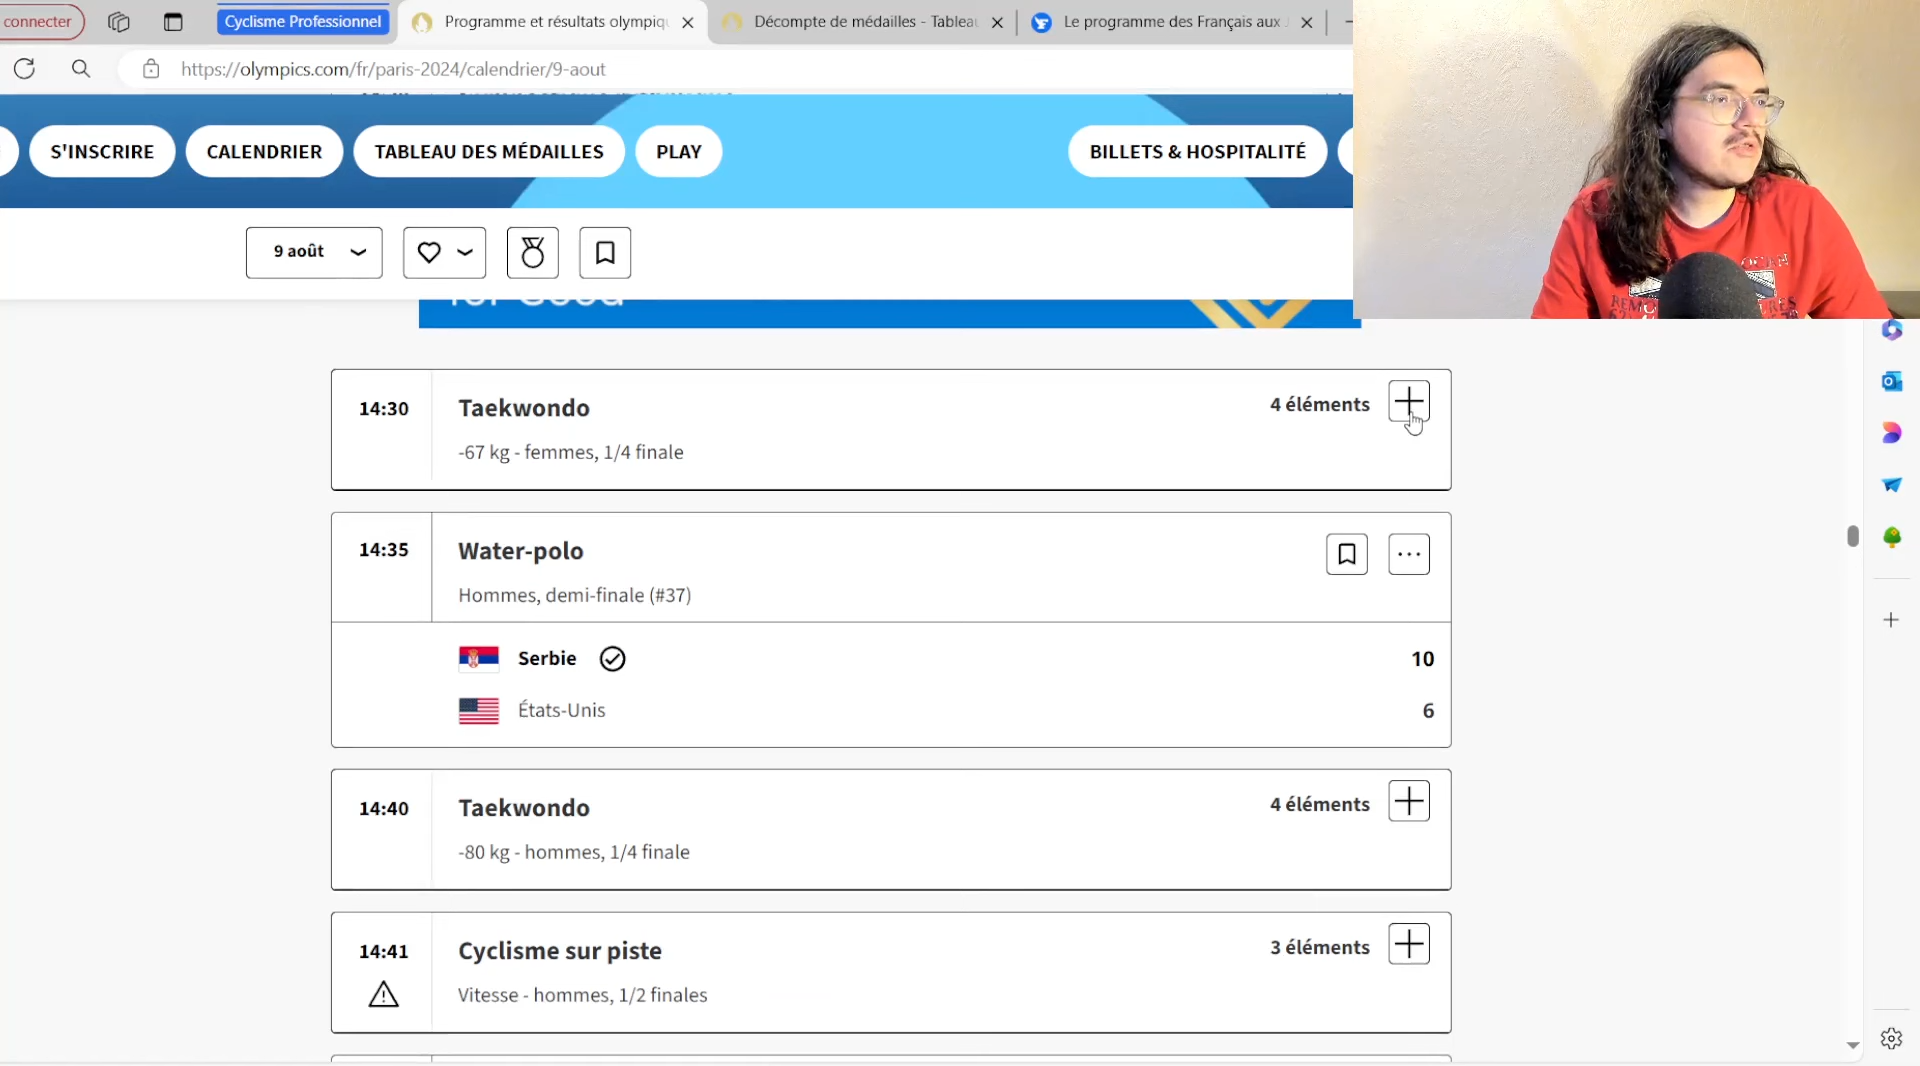 connecter
Cyclisme Professionnel
Programme et résultats olympiq
Décompte de médailles - Tablea
Le programme des Français aux
https://olympics.com/fr/paris-2024/calendrier/9-aout
S'INSCRIRE
CALENDRIER
TABLEAU DES MÉDAILLES
PLAY
BILLETS & HOSPITALITÉ
9 août
for Good
14:30
Taekwondo
4 éléments
-67 kg - femmes, 1/4 finale
14:35
Water-polo
Hommes, demi-finale (#37)
Serbie
10
États-Unis
6
14:40
Taekwondo
4 éléments
-80 kg - hommes, 1/4 finale
14:41
Cyclisme sur piste
3 éléments
Vitesse - hommes, 1/2 finales